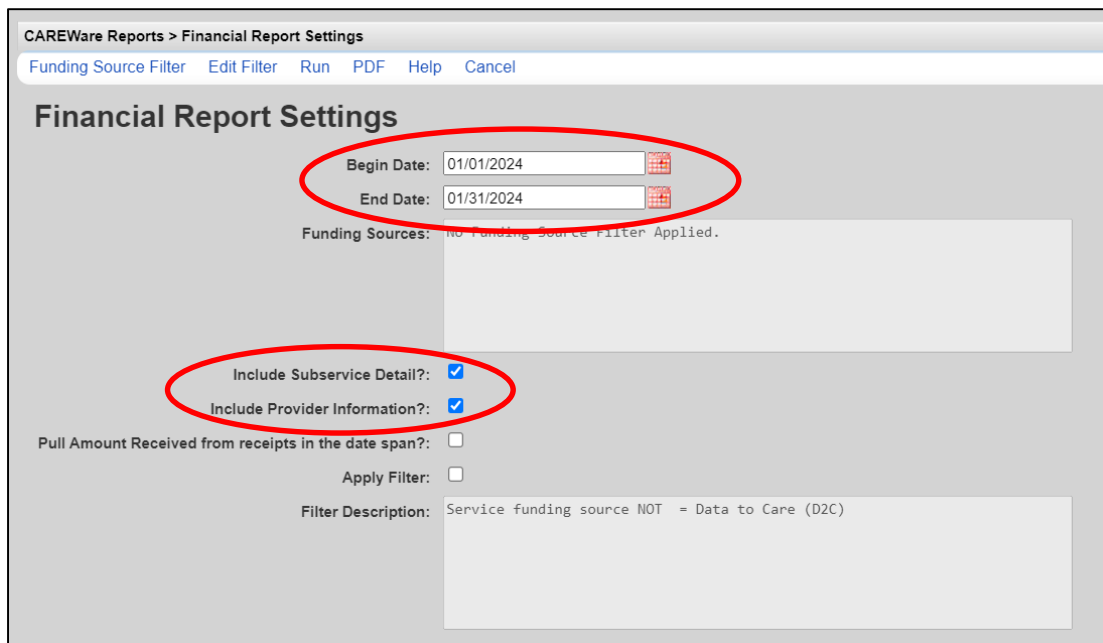 CAREWare Reports > Financial Report Settings
Funding Source Filter Edit Filter Run PDF Help Cancel
Financial Report Settings
Begin Date: 01/01/2024
End Date: 01/31/2024
Funding Sources: No Funding Source Filter Applied.
Include Subservice Detail?:
Include Provider Information?:
Pull Amount Received from receipts in the date span?:
Apply Filter:
Filter Description: Service funding source NOT = Data to Care (D2C)